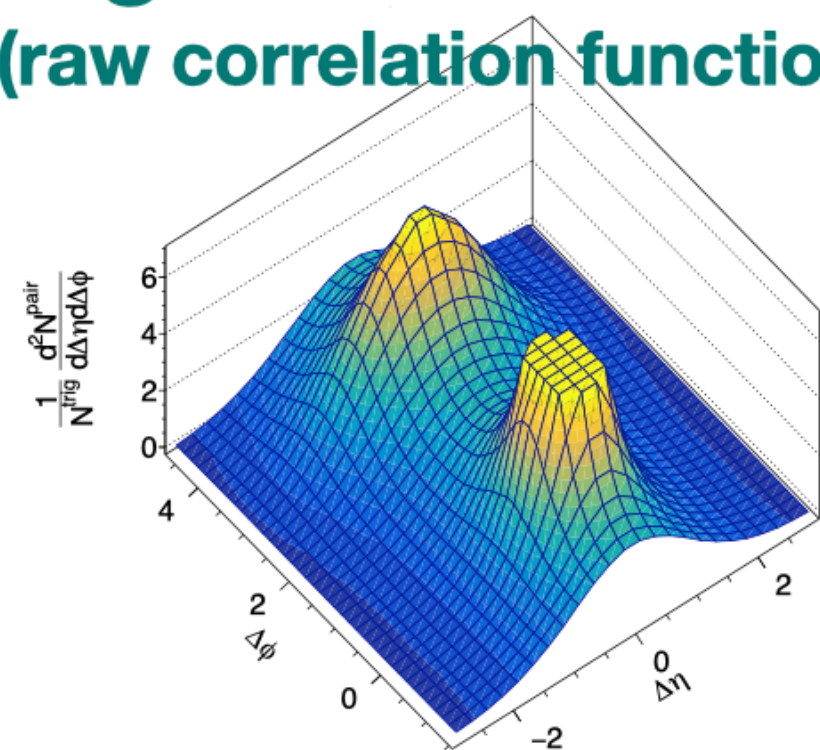 (raw correlation functio
1
N^trig
d²N^pair
dΔηdΔϕ
6
4
2
0
4
2
0
Δϕ
2
0
−2
Δη